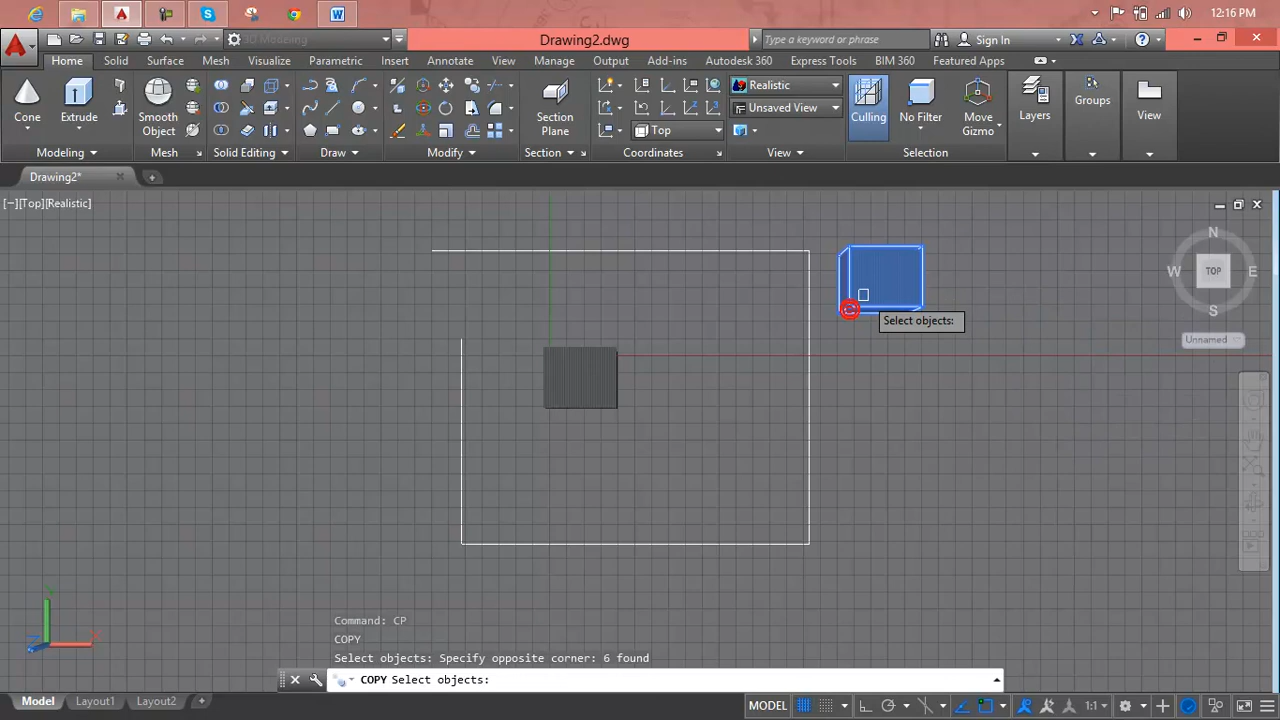 12:16 PM
3D Modeling
Drawing2.dwg
Type a keyword or phrase
Sign In
Home Solid Surface Mesh Visualize Parametric Insert Annotate View Manage Output Add-ins Autodesk 360 Express Tools BIM 360 Featured Apps
Cone
Extrude
Smooth
Object
Section
Plane
Realistic
Unsaved View
Top
Culling
No Filter
Move
Gizmo
Layers
Groups
View
Modeling
Mesh
Solid Editing
Draw
Modify
Section
Coordinates
View
Selection
Drawing2*
[−][Top][Realistic]
N
W
TOP
E
S
Unnamed
Select objects:
Y
X
Z
Command: CP
COPY
Select objects: Specify opposite corner: 6 found
COPY Select objects:
Model Layout1 Layout2
MODEL
1:1